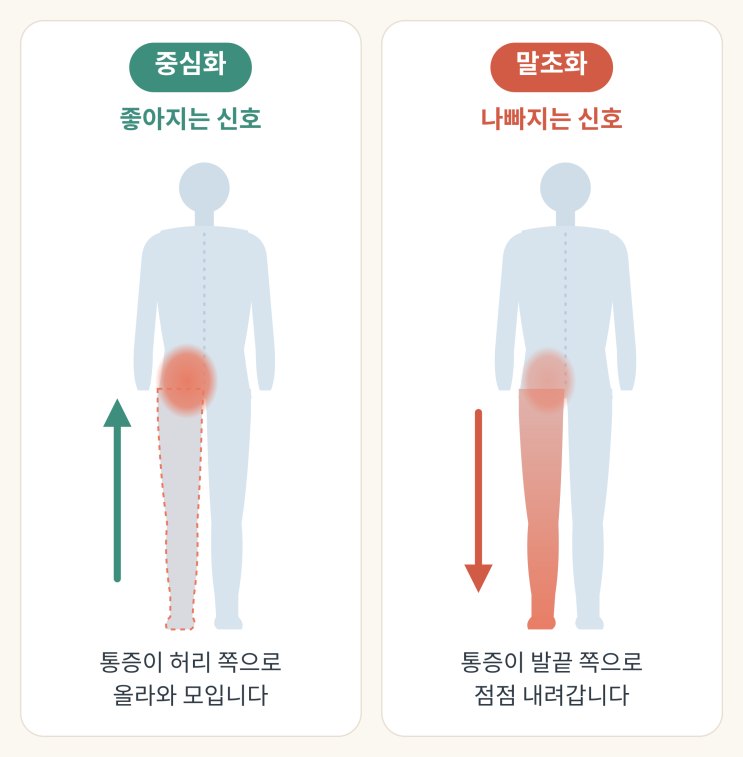 중심화
좋아지는 신호
통증이 허리 쪽으로
올라와 모입니다
말초화
나빠지는 신호
통증이 발끝 쪽으로
점점 내려갑니다